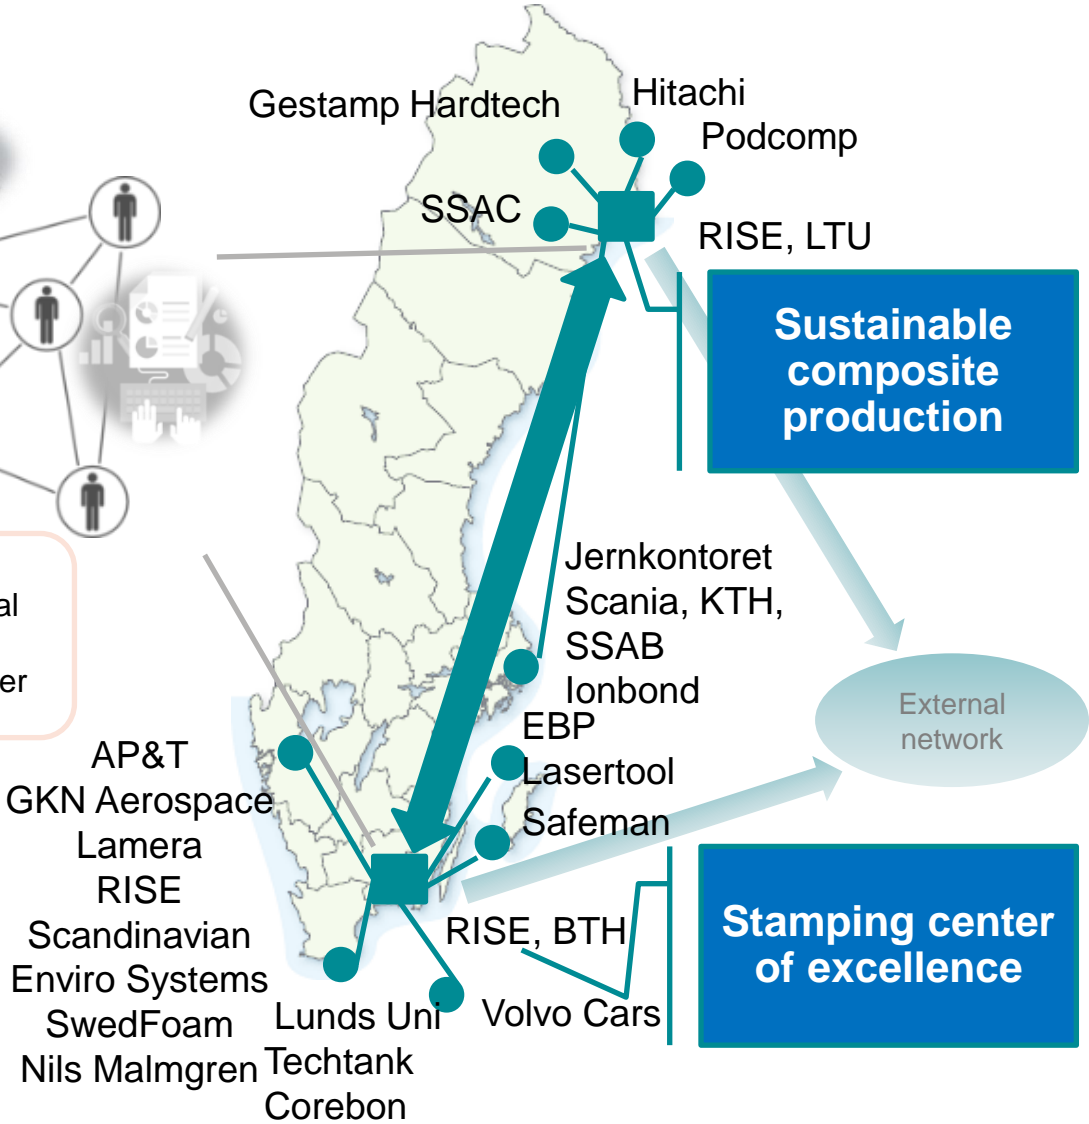 Gestamp Hardtech
Hitachi
Podcomp
SSAC
RISE, LTU
Sustainable
composite
production
Jernkontoret
Scania, KTH,
SSAB
Ionbond
External
network
EBP
Lasertool
Safeman
AP&T
GKN Aerospace
Lamera
RISE
Scandinavian
Enviro Systems
SwedFoam
Nils Malmgren
RISE, BTH
Volvo Cars
Stamping center
of excellence
Lunds Uni
Techtank
Corebon